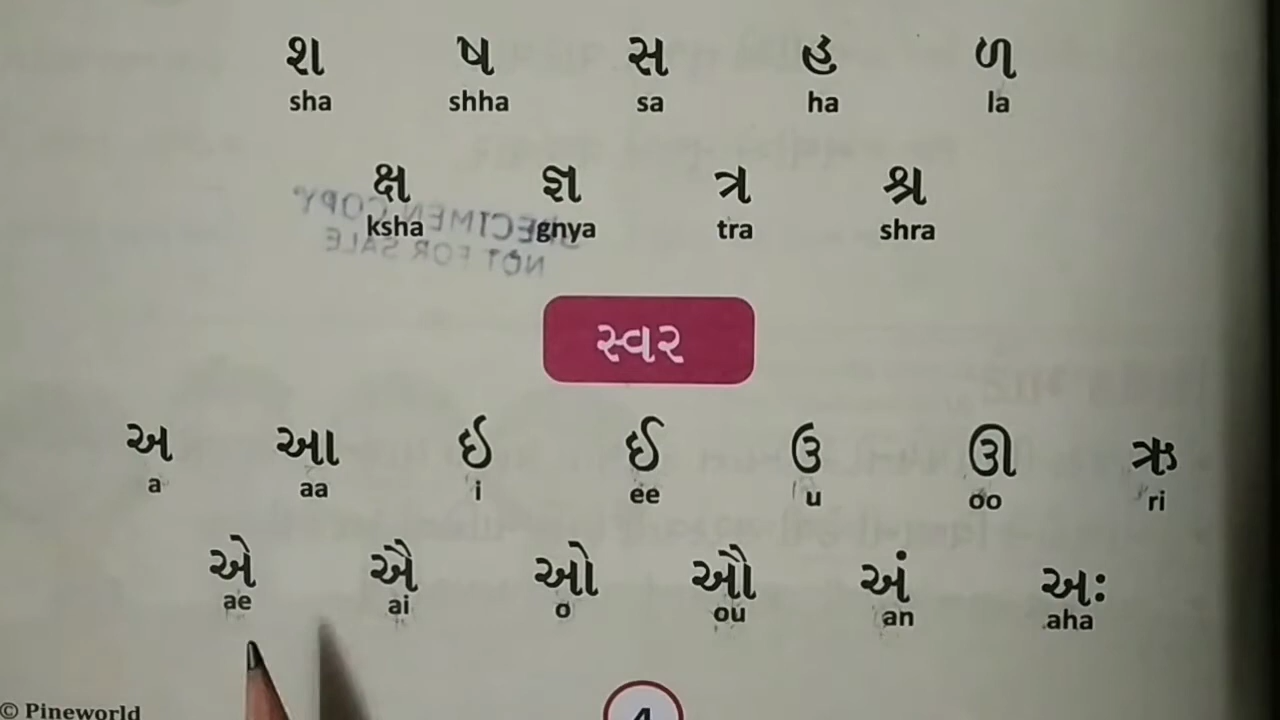 શ ષ સ હ ળ
sha shha sa ha la
ક્ષ જ્ઞ ત્ર શ્ર
ksha gnya tra shra
SPECIMEN COPY
NOT FOR SALE
સ્વર
અ આ ઇ ઈ ઉ ઊ ઋ
a aa i ee u oo ri
એ ઐ ઓ ઔ અં અઃ
ae ai o ou an aha
© Pineworld
4